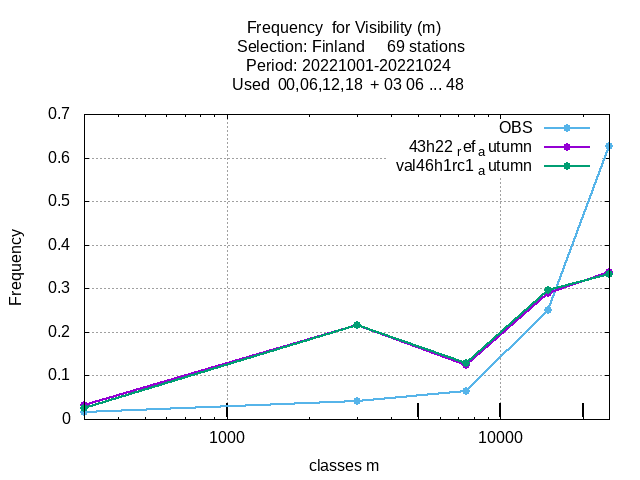 Frequency  for Visibility (m)
Selection: Finland     69 stations
Period: 20221001-20221024
Used  00,06,12,18  + 03 06 ... 48
OBS
43h22 ref autumn
val46h1rc1 autumn
0.7
0.6
0.5
0.4
0.3
0.2
0.1
0
Frequency
1000
10000
classes m